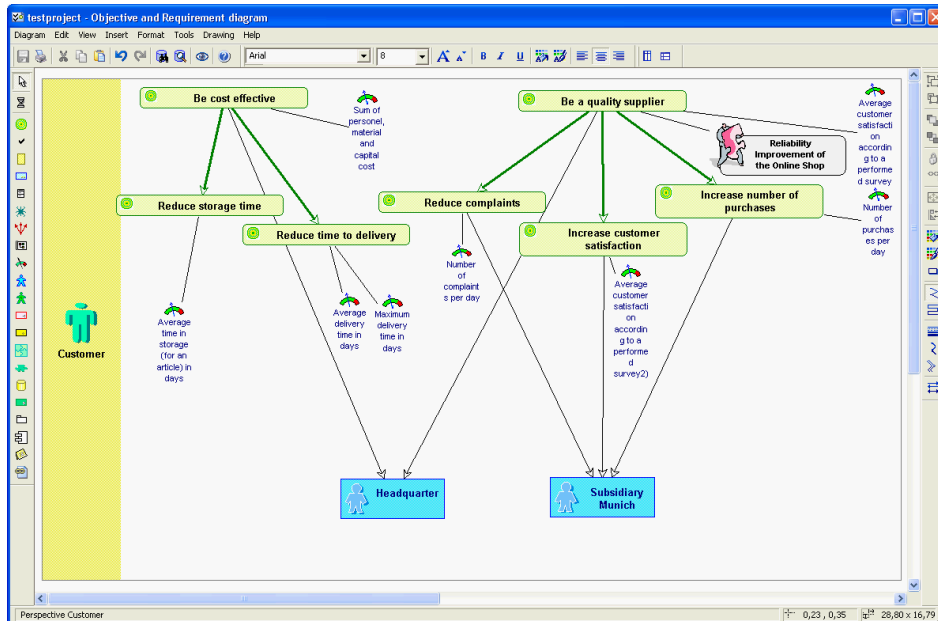 testproject - Objective and Requirement diagram
Diagram Edit View Insert Format Tools Drawing Help
Arial
8
A A B I U
Be cost effective
Sum of
personel,
material
and
capital
cost
Be a quality supplier
Average
customer
satisfacti
on
accordin
g to a
performe
d survey
Reliability
Improvement of
the Online Shop
Reduce storage time
Reduce time to delivery
Reduce complaints
Increase customer
satisfaction
Increase number of
purchases
Number
of
purchas
es per
day
Number
of
complaint
s per day
Average
customer
satisfacti
on
accordin
g to a
performe
d
survey2)
Average
time in
storage
(for an
article) in
days
Average
delivery
time in
days
Maximum
delivery
time in
days
Customer
Headquarter
Subsidiary
Munich
Perspective Customer
0,23 , 0,35
28,80 x 16,79